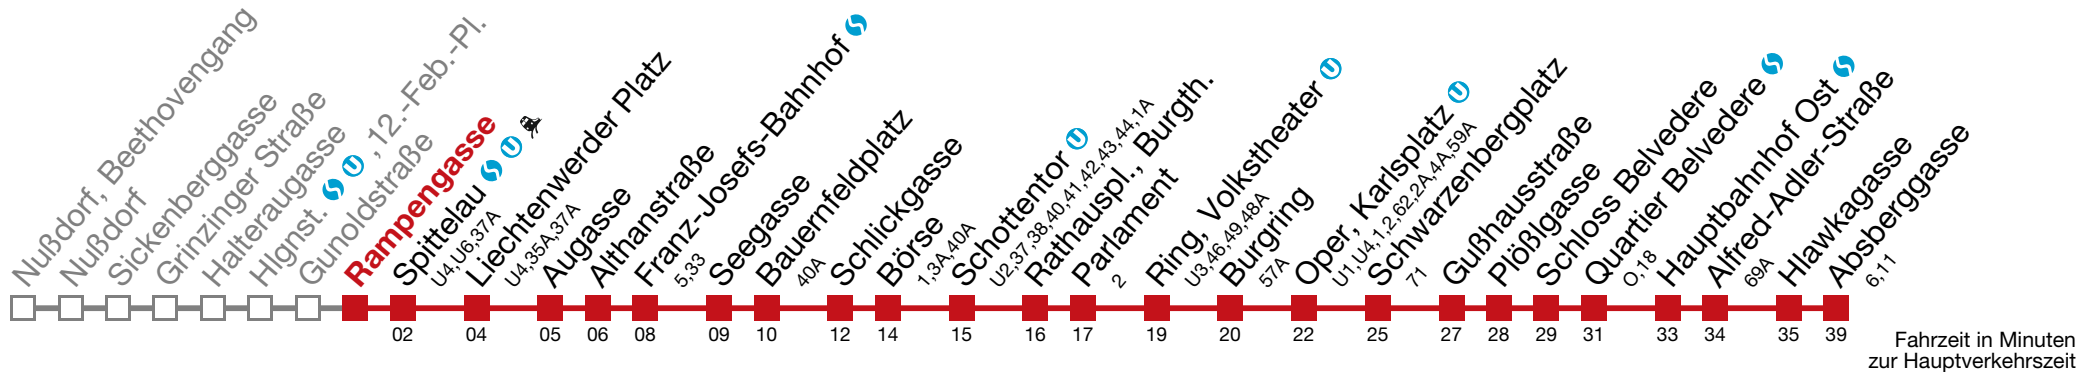 Nußdorf, Beethovengang
Nußdorf
Sickenberggasse
Grinzinger Straße
Halteraugasse
Hlgnst. S U , 12.-Feb.-Pl.
Gunoldstraße
Rampengasse
Spittelau S U
U4,U6,37A
Liechtenwerder Platz
U4,35A,37A
Augasse
Althanstraße
Franz-Josefs-Bahnhof S
5,33
Seegasse
Bauernfeldplatz
40A
Schlickgasse
Börse
1,3A,40A
Schottentor U
U2,37,38,40,41,42,43,44,1A
Rathauspl., Burgth.
Parlament
2
Ring, Volkstheater U
U3,46,49,48A
Burgring
57A
Oper, Karlsplatz U
U1,U4,1,2,62,2A,4A,59A
Schwarzenbergplatz
71
Gußhausstraße
Plößlgasse
Schloss Belvedere
Quartier Belvedere S
O,18
Hauptbahnhof Ost S
Alfred-Adler-Straße
69A
Hlawkagasse
Absberggasse
6,11
02 04 05 06 08 09 10 12 14 15 16 17 19 20 22 25 27 28 29 31 33 34 35 39
Fahrzeit in Minuten
zur Hauptverkehrszeit